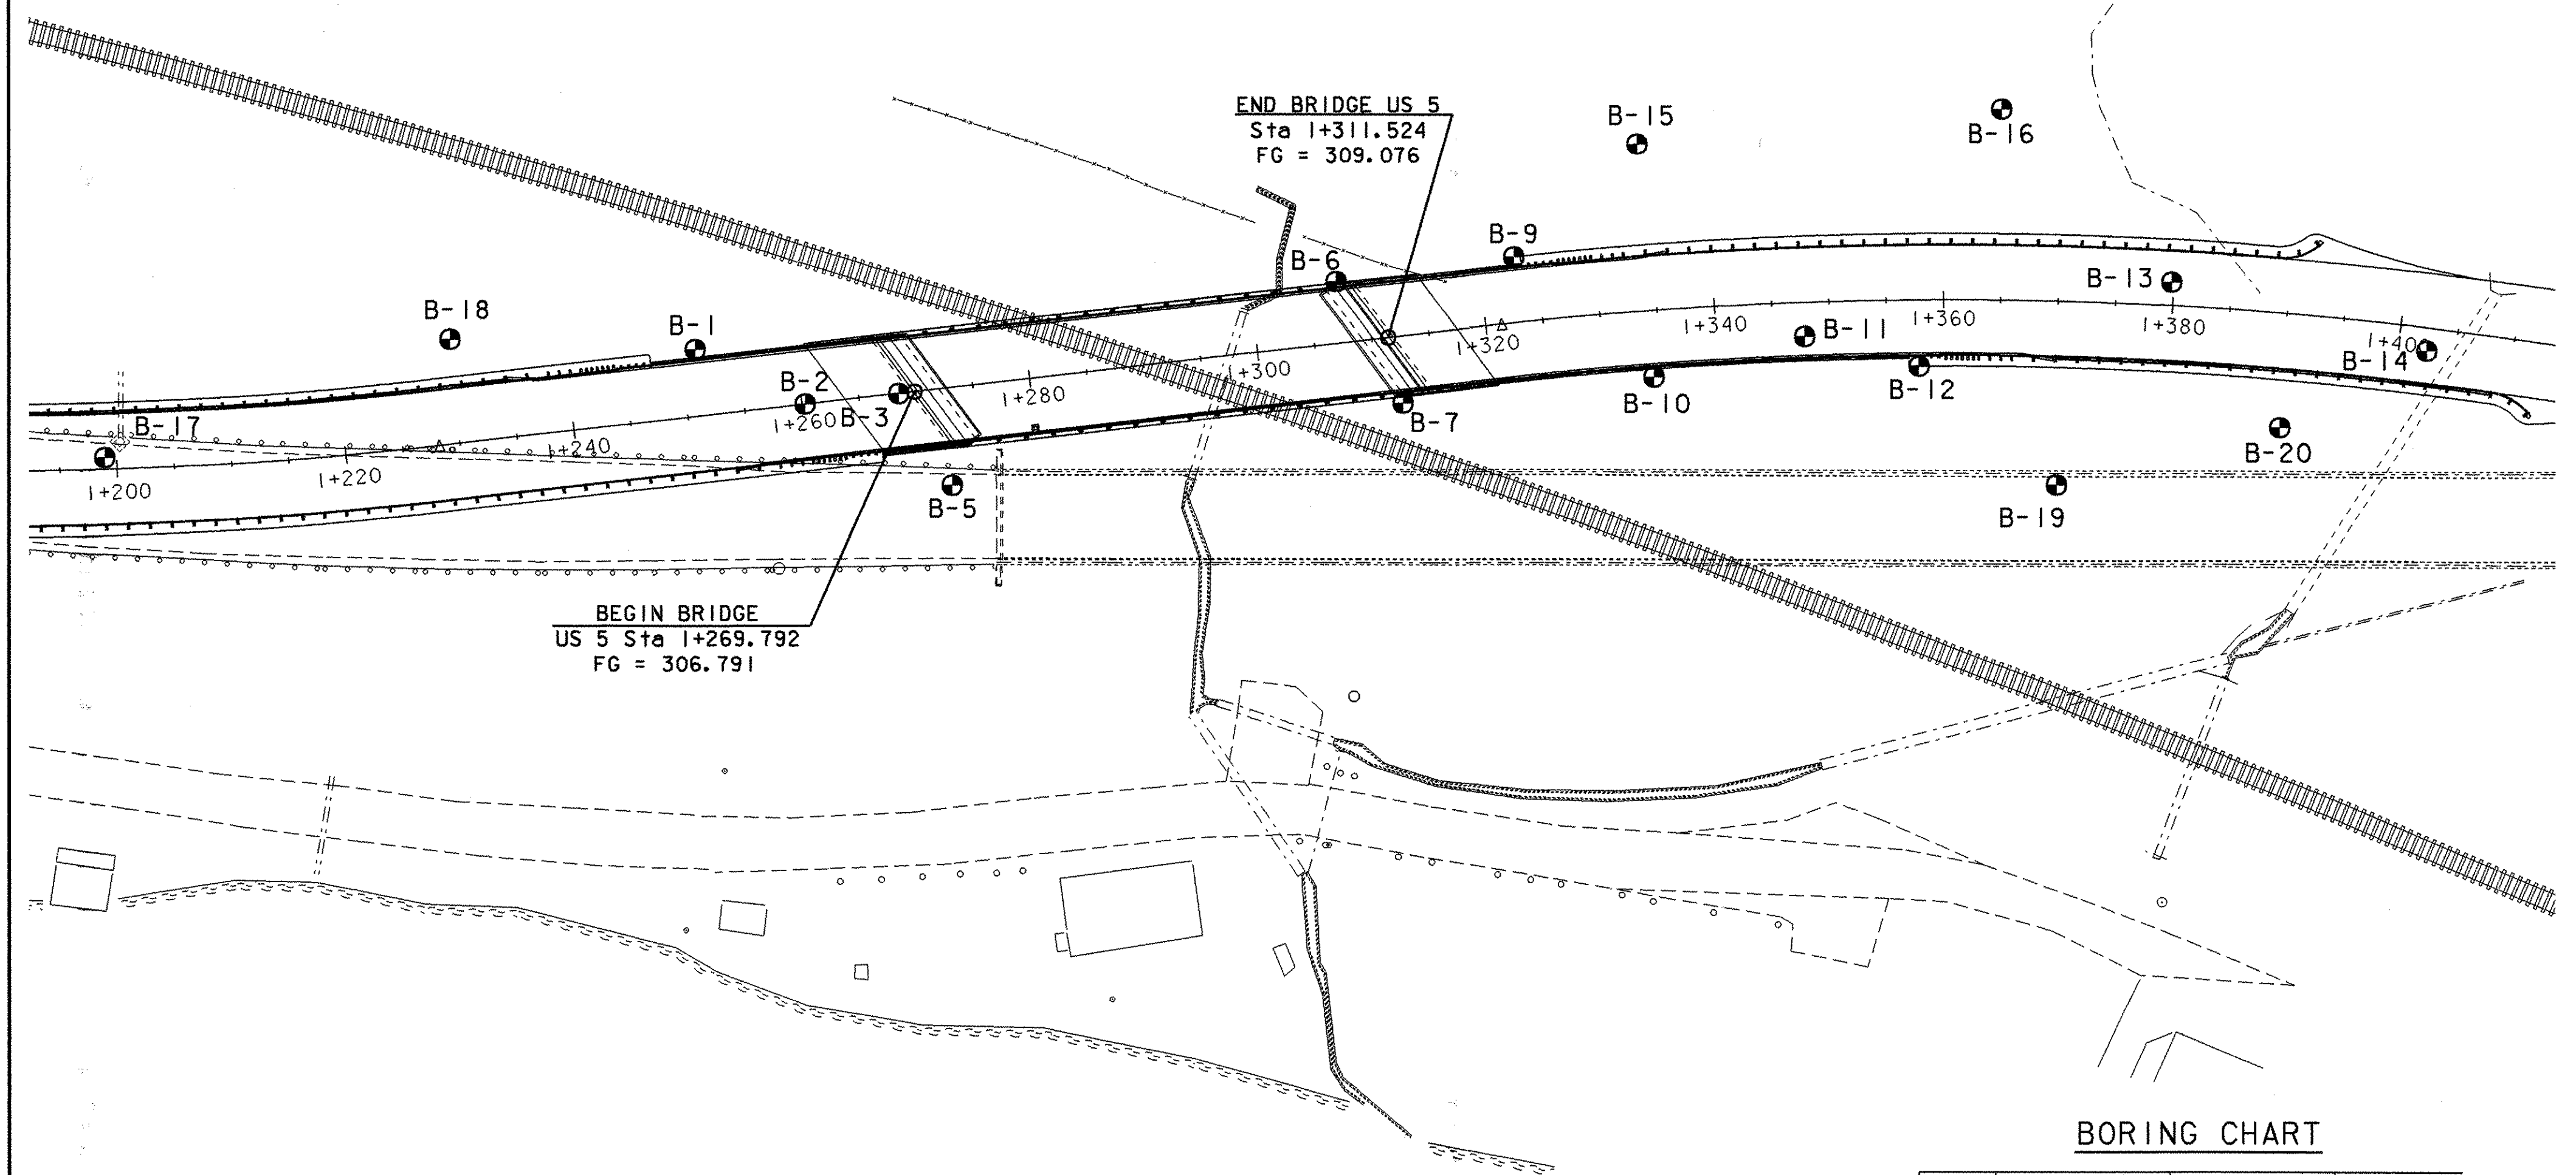 END BRIDGE US 5
Sta 1+311.524
FG = 309.076
B-15
B-16
B-9
B-6
B-13
B-18
B-1
B-11
1+340
1+360
1+380
1+320
1+400
B-14
B-2
B-3
1+260
1+280
1+300
B-10
B-12
B-7
B-17
1+240
B-20
1+220
1+200
B-5
B-19
BEGIN BRIDGE
US 5 Sta 1+269.792
FG = 306.791
BORING CHART